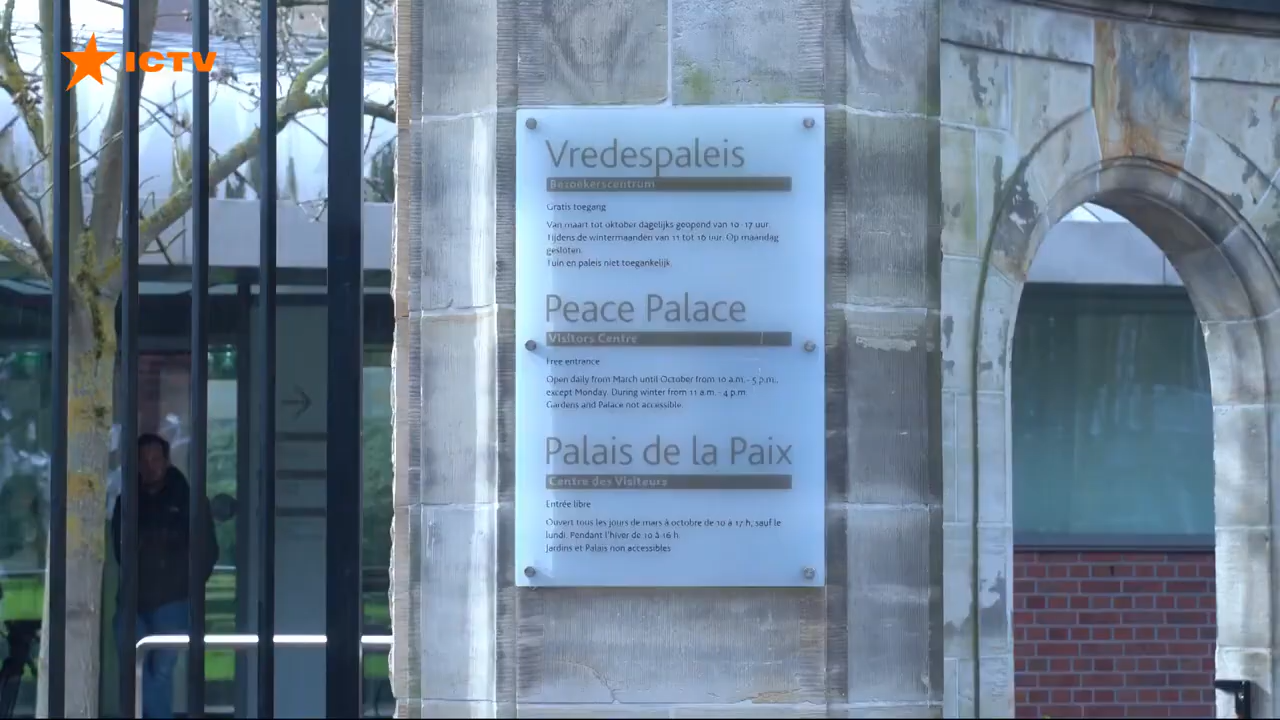 ICTV
Vredespaleis
Bezoekerscentrum
Gratis toegang
Van maart tot oktober dagelijks geopend van 10 - 17 uur.
Tijdens de wintermaanden van 11 tot 16 uur. Op maandag
gesloten.
Tuin en paleis niet toegankelijk.
Peace Palace
Visitors Centre
Free entrance
Open daily from March until October from 10 a.m. - 5 p.m.,
except Monday. During winter from 11 a.m. - 4 p.m
Gardens and Palace not accessible.
Palais de la Paix
Centre des Visiteurs
Entrée libre
Ouvert tous les jours de mars à octobre de 10 à 17 h, sauf le
lundi. Pendant l'hiver de 10 à 16 h.
Jardins et Palais non accessibles